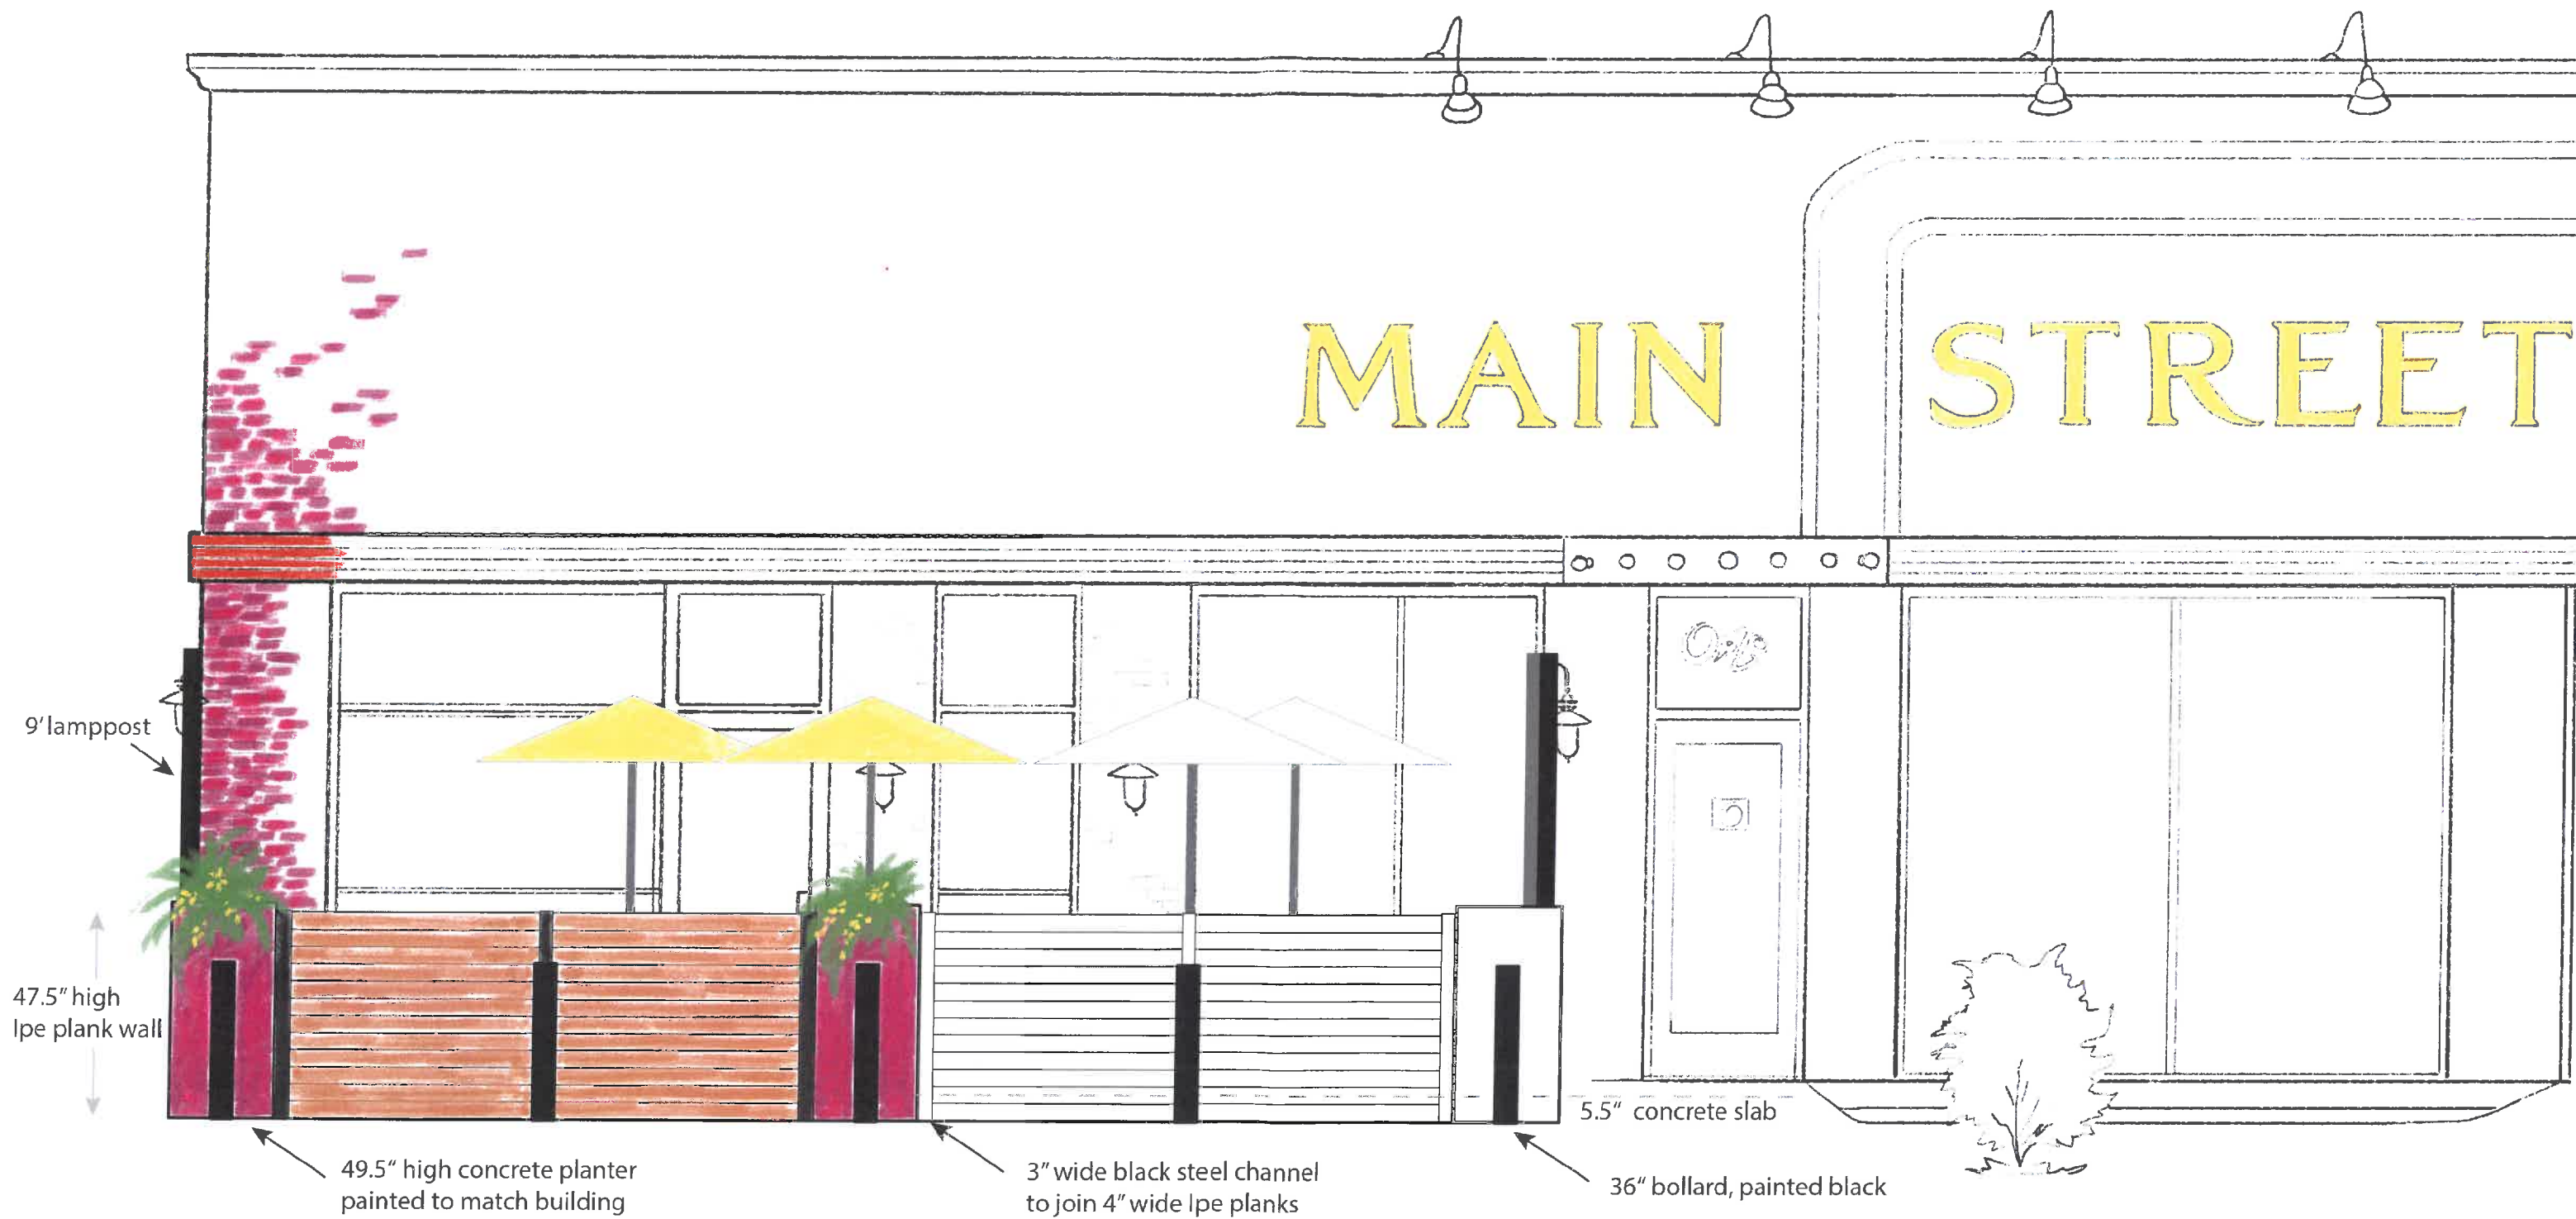 MAIN STREET
9' lamppost
47.5" high
Ipe plank wall
5.5" concrete slab
49.5" high concrete planter
painted to match building
3" wide black steel channel
to join 4" wide Ipe planks
36" bollard, painted black